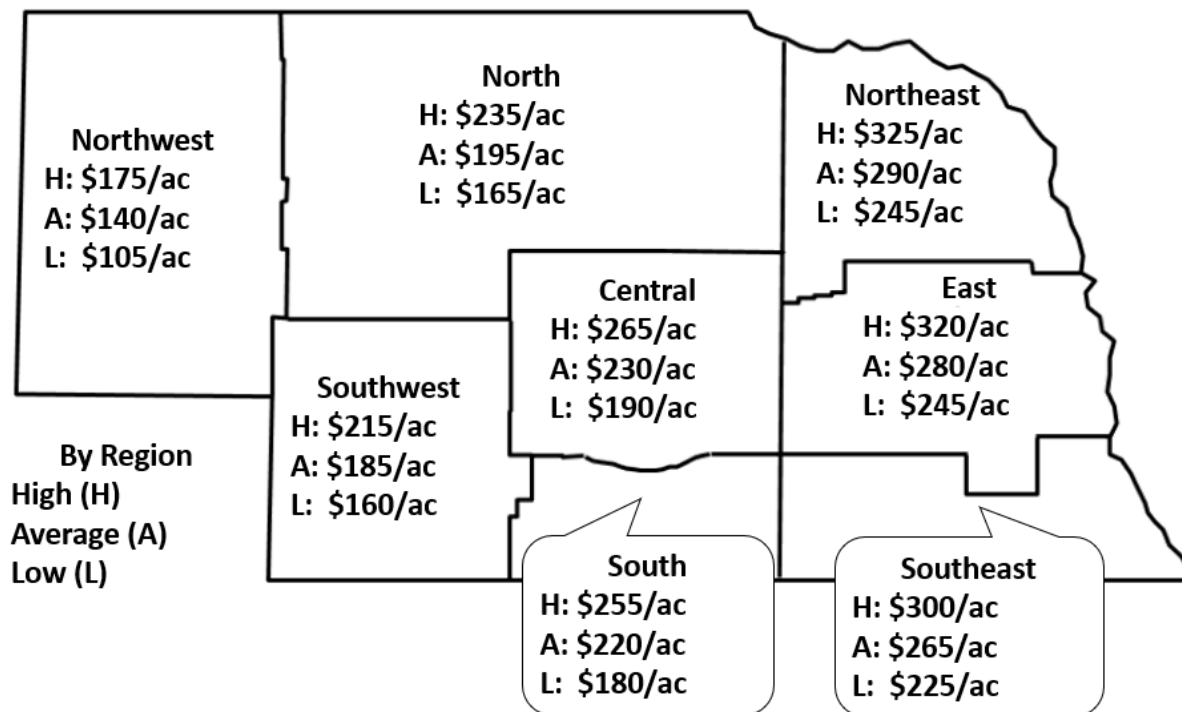 North
H: $235/ac
A: $195/ac
L: $165/ac
Northeast
H: $325/ac
A: $290/ac
L: $245/ac
Northwest
H: $175/ac
A: $140/ac
L: $105/ac
Central
H: $265/ac
A: $230/ac
L: $190/ac
East
H: $320/ac
A: $280/ac
L: $245/ac
Southwest
H: $215/ac
A: $185/ac
L: $160/ac
By Region
High (H)
Average (A)
Low (L)
South
H: $255/ac
A: $220/ac
L: $180/ac
Southeast
H: $300/ac
A: $265/ac
L: $225/ac